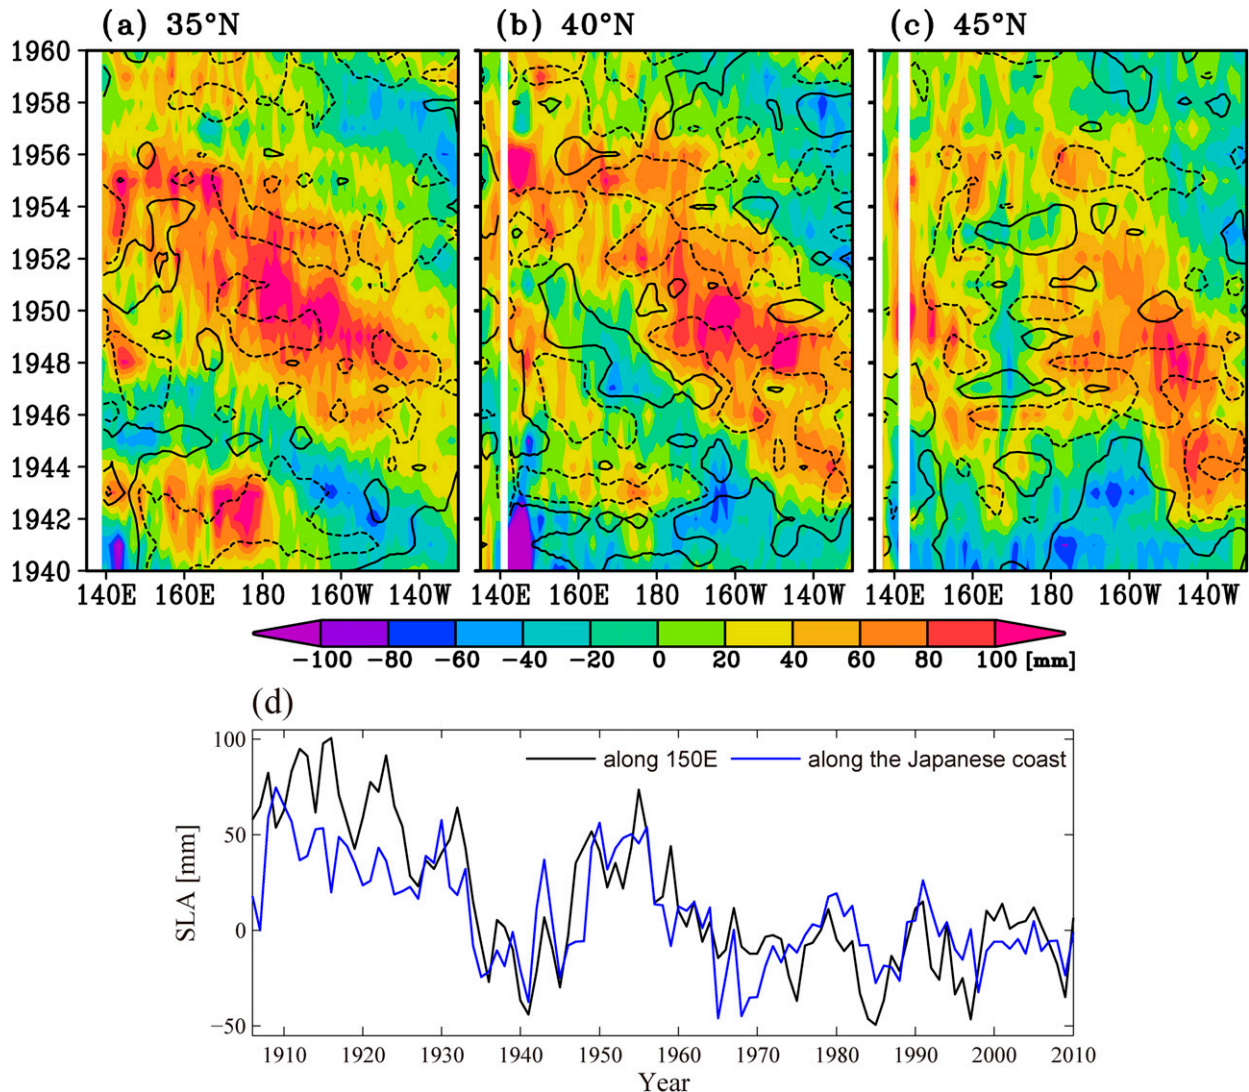 (a) 35°N
(b) 40°N
(c) 45°N
1960
1958
1956
1954
1952
1950
1948
1946
1944
1942
1940
140E 160E 180 160W 140W
140E 160E 180 160W 140W
140E 160E 180 160W 140W
−100 −80 −60 −40 −20 0 20 40 60 80 100 [mm]
(d)
along 150E
along the Japanese coast
SLA [mm]
100
50
0
−50
1910 1920 1930 1940 1950 1960 1970 1980 1990 2000 2010
Year